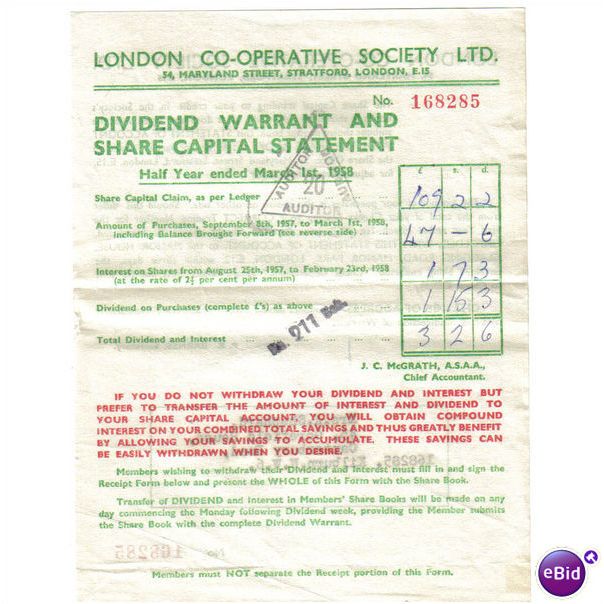 LONDON CO-OPERATIVE SOCIETY LTD.
54, MARYLAND STREET, STRATFORD, LONDON, E.15
No. 168285
DIVIDEND WARRANT AND
SHARE CAPITAL STATEMENT
Half Year ended March 1st, 1958
AUDITOR
20
AUDITOR
AUDITOR
£ s. d.
Share Capital Claim, as per Ledger 109 2 2
Amount of Purchases, September 8th, 1957, to March 1st, 1958,
including Balance Brought Forward (see reverse side) 47 - 6
Interest on Shares from August 25th, 1957, to February 23rd, 1958
(at the rate of 2½ per cent per annum) 1 7 3
Dividend on Purchases (complete £'s) as above 1 15 3
Total Dividend and Interest 3 2 6
211
J. C. McGRATH, A.S.A.A.,
Chief Accountant.
IF YOU DO NOT WITHDRAW YOUR DIVIDEND AND INTEREST BUT
PREFER TO TRANSFER THE AMOUNT OF INTEREST AND DIVIDEND TO
YOUR SHARE CAPITAL ACCOUNT, YOU WILL OBTAIN COMPOUND
INTEREST ON YOUR COMBINED TOTAL SAVINGS AND THUS GREATLY BENEFIT
BY ALLOWING YOUR SAVINGS TO ACCUMULATE. THESE SAVINGS CAN
BE EASILY WITHDRAWN WHEN YOU DESIRE.
Members wishing to withdraw their Dividend and Interest must fill in and sign the
Receipt Form below and present the WHOLE of this Form with the Share Book.
Transfer of DIVIDEND and Interest in Members' Share Books will be made on any
day commencing the Monday following Dividend week, providing the Member submits
the Share Book with the complete Dividend Warrant.
No. 168285
Members must NOT separate the Receipt portion of this Form.
eBid